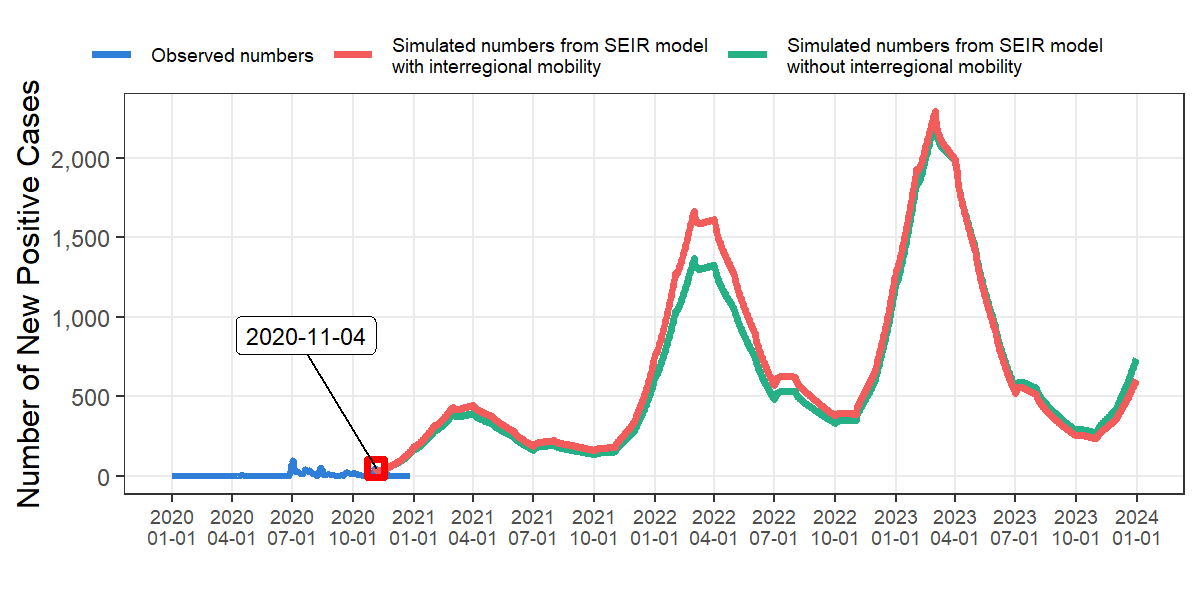 Observed numbers
Simulated numbers from SEIR model
with interregional mobility
Simulated numbers from SEIR model
without interregional mobility
Number of New Positive Cases
2,000
1,500
1,000
500
0
2020-11-04
2020 2020 2020 2020 2021 2021 2021 2021 2022 2022 2022 2022 2023 2023 2023 2023 2024
01-01 04-01 07-01 10-01 01-01 04-01 07-01 10-01 01-01 04-01 07-01 10-01 01-01 04-01 07-01 10-01 01-01